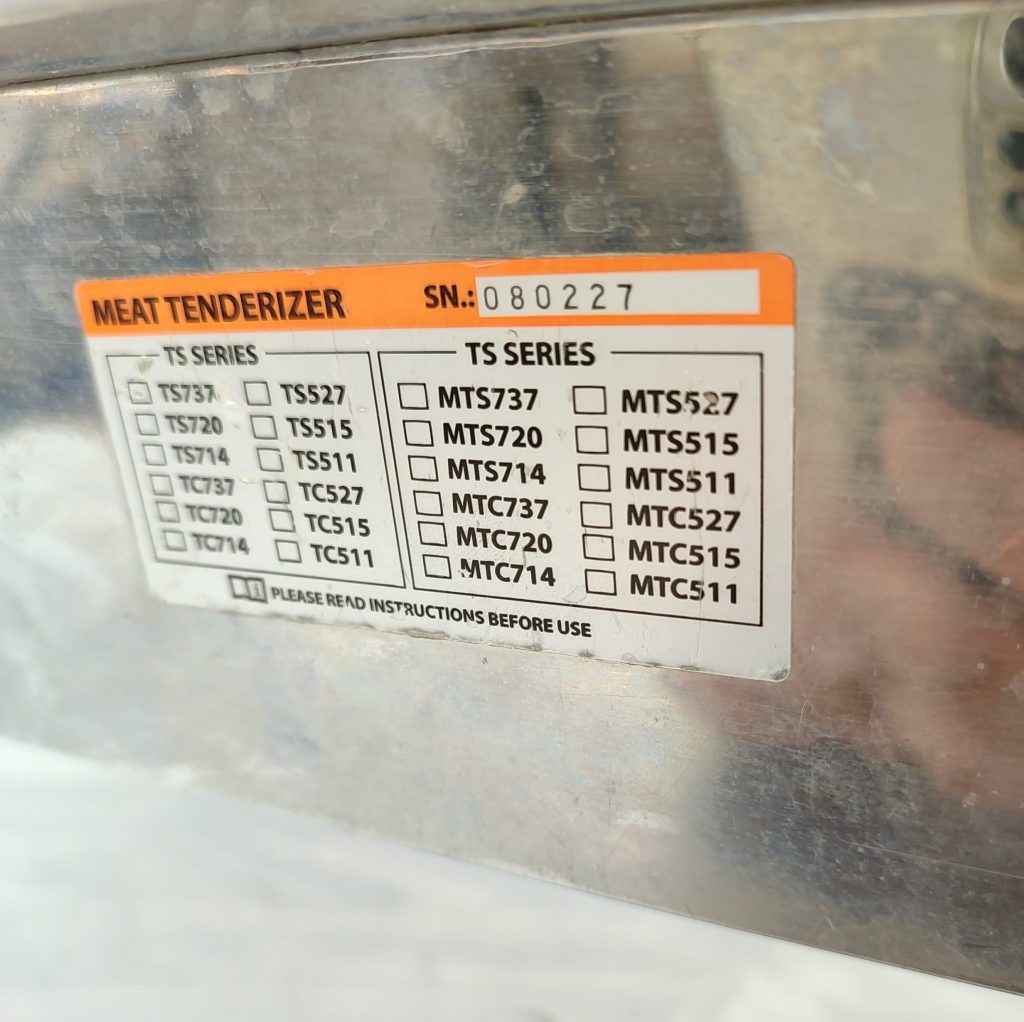 MEAT TENDERIZER SN.: 080227
TS SERIES TS SERIES
TS737 TS527 MTS737 MTS527
TS720 TS515 MTS720 MTS515
TS714 TS511 MTS714 MTS511
TC737 TC527 MTC737 MTC527
TC720 TC515 MTC720 MTC515
TC714 TC511 MTC714 MTC511
PLEASE READ INSTRUCTIONS BEFORE USE